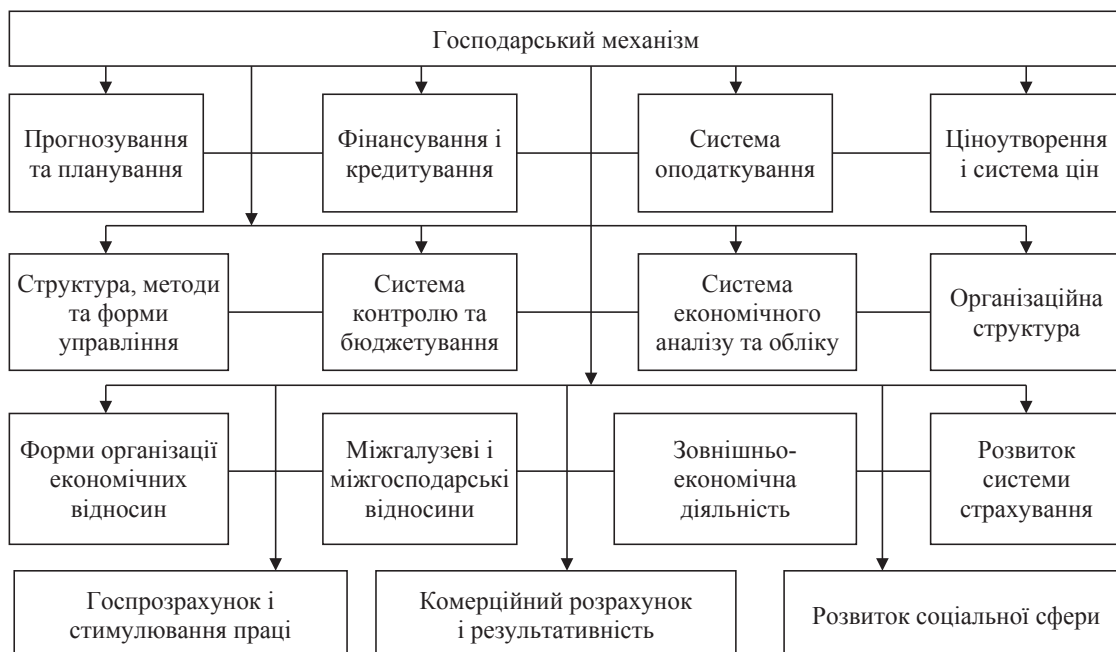 Господарський механізм
Прогнозування
та планування
Фінансування і
кредитування
Система
оподаткування
Ціноутворення
і система цін
Структура, методи
та форми
управління
Система
контролю та
бюджетування
Система
економічного
аналізу та обліку
Організаційна
структура
Форми організації
економічних
відносин
Міжгалузеві і
міжгосподарські
відносини
Зовнішньо-
економічна
діяльність
Розвиток
системи
страхування
Госпрозрахунок і
стимулювання праці
Комерційний розрахунок
і результативність
Розвиток соціальної сфери